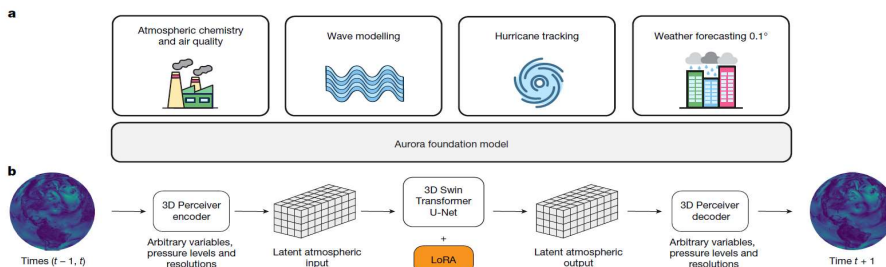 a
Atmospheric chemistry
and air quality
Wave modelling
Hurricane tracking
Weather forecasting 0.1°
Aurora foundation model
b
Times (t − 1, t)
3D Perceiver
encoder
Arbitrary variables,
pressure levels and
resolutions
Latent atmospheric
input
3D Swin
Transformer
U-Net
+
LoRA
Latent atmospheric
output
3D Perceiver
decoder
Arbitrary variables,
pressure levels and
resolutions
Time t + 1